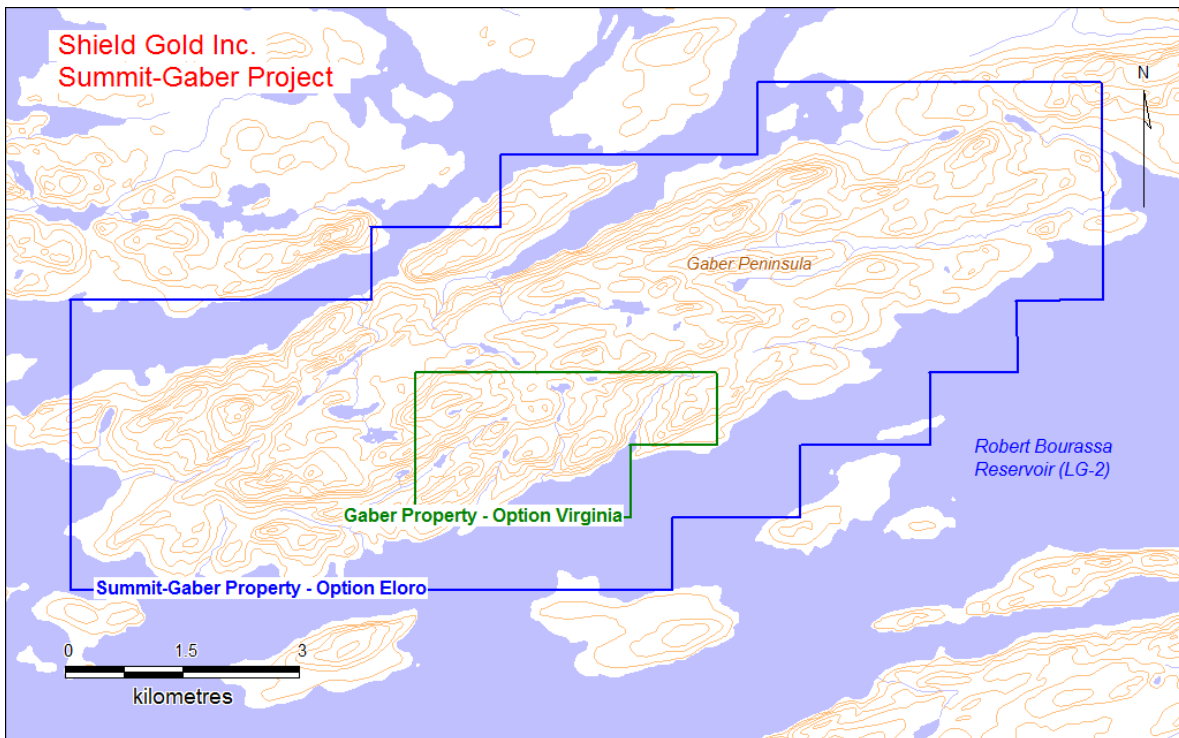 Shield Gold Inc.
Summit-Gaber Project
N
Gaber Peninsula
Robert Bourassa
Reservoir (LG-2)
Gaber Property - Option Virginia
Summit-Gaber Property - Option Eloro
0 1.5 3
kilometres